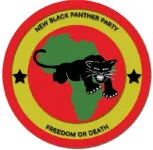 NEW BLACK PANTHER PARTY
FREEDOM OR DEATH